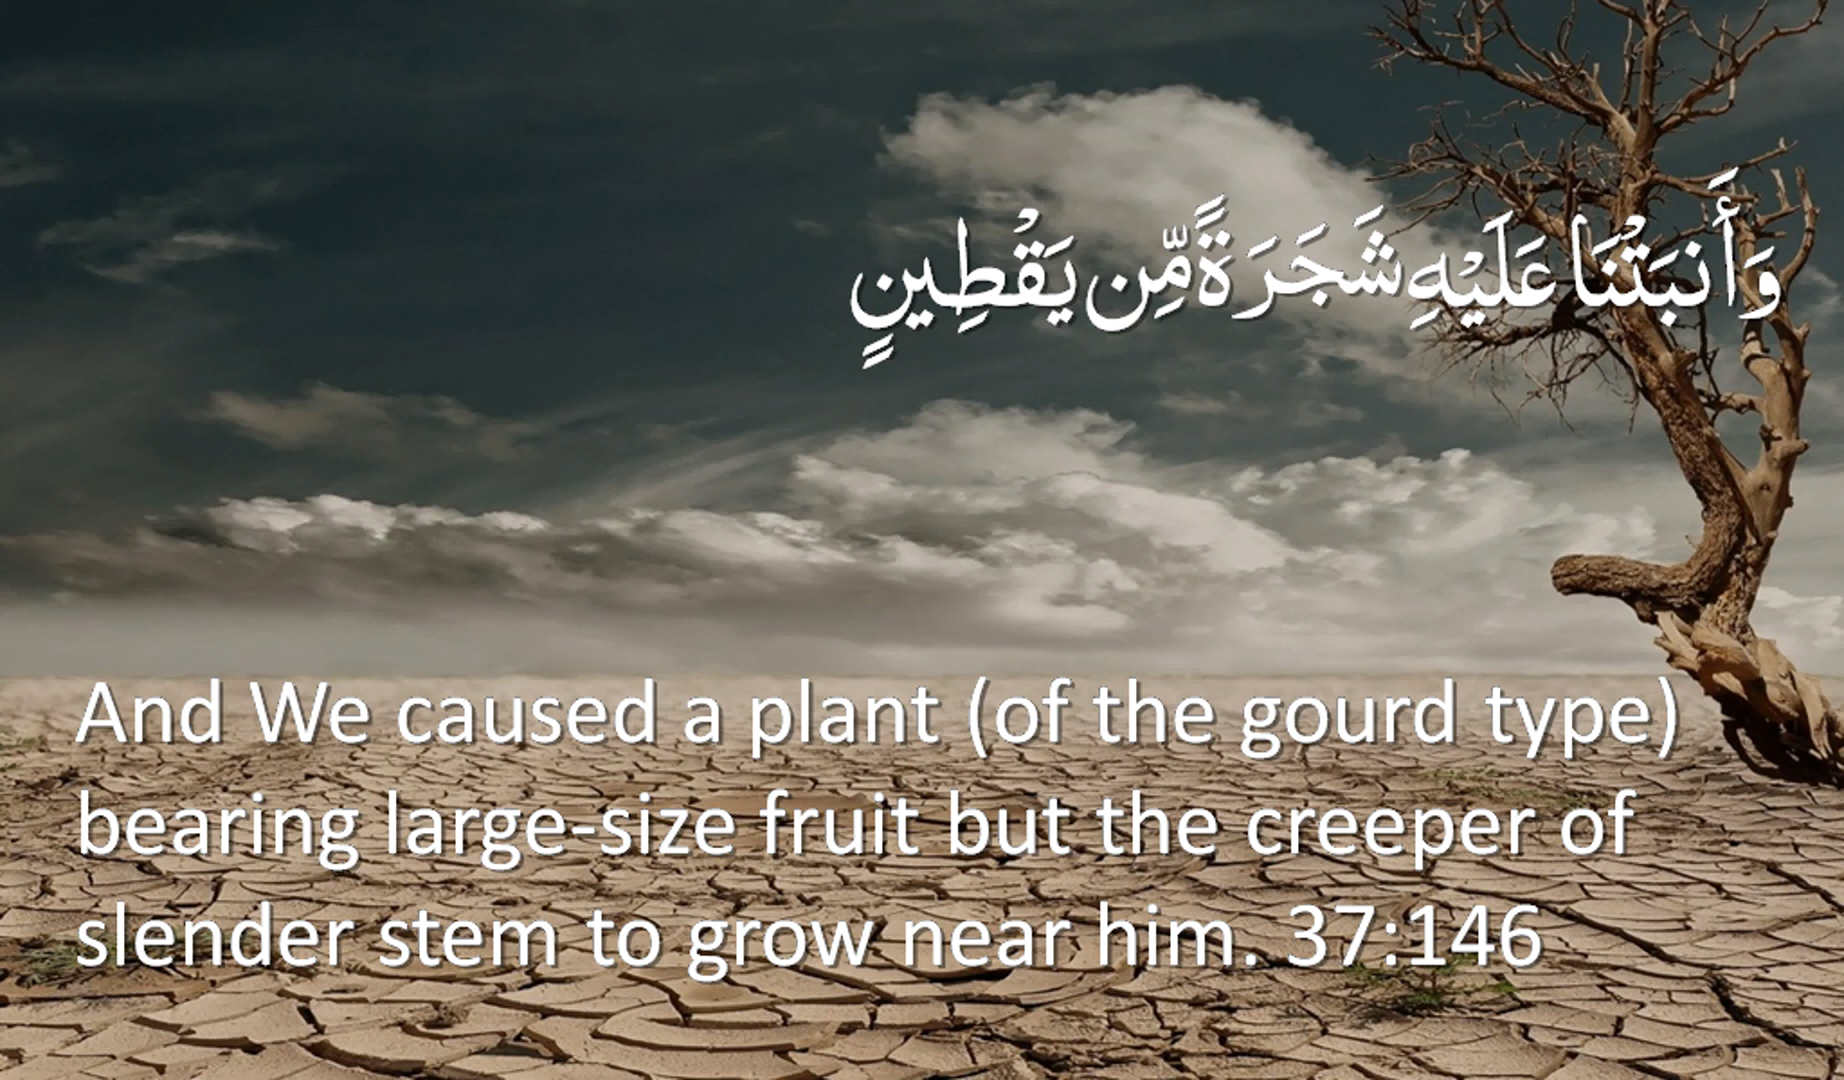 وَأَنبَتْنَا عَلَيْهِ شَجَرَةً مِّن يَقْطِينٍ
And We caused a plant (of the gourd type)
bearing large-size fruit but the creeper of
slender stem to grow near him. 37:146